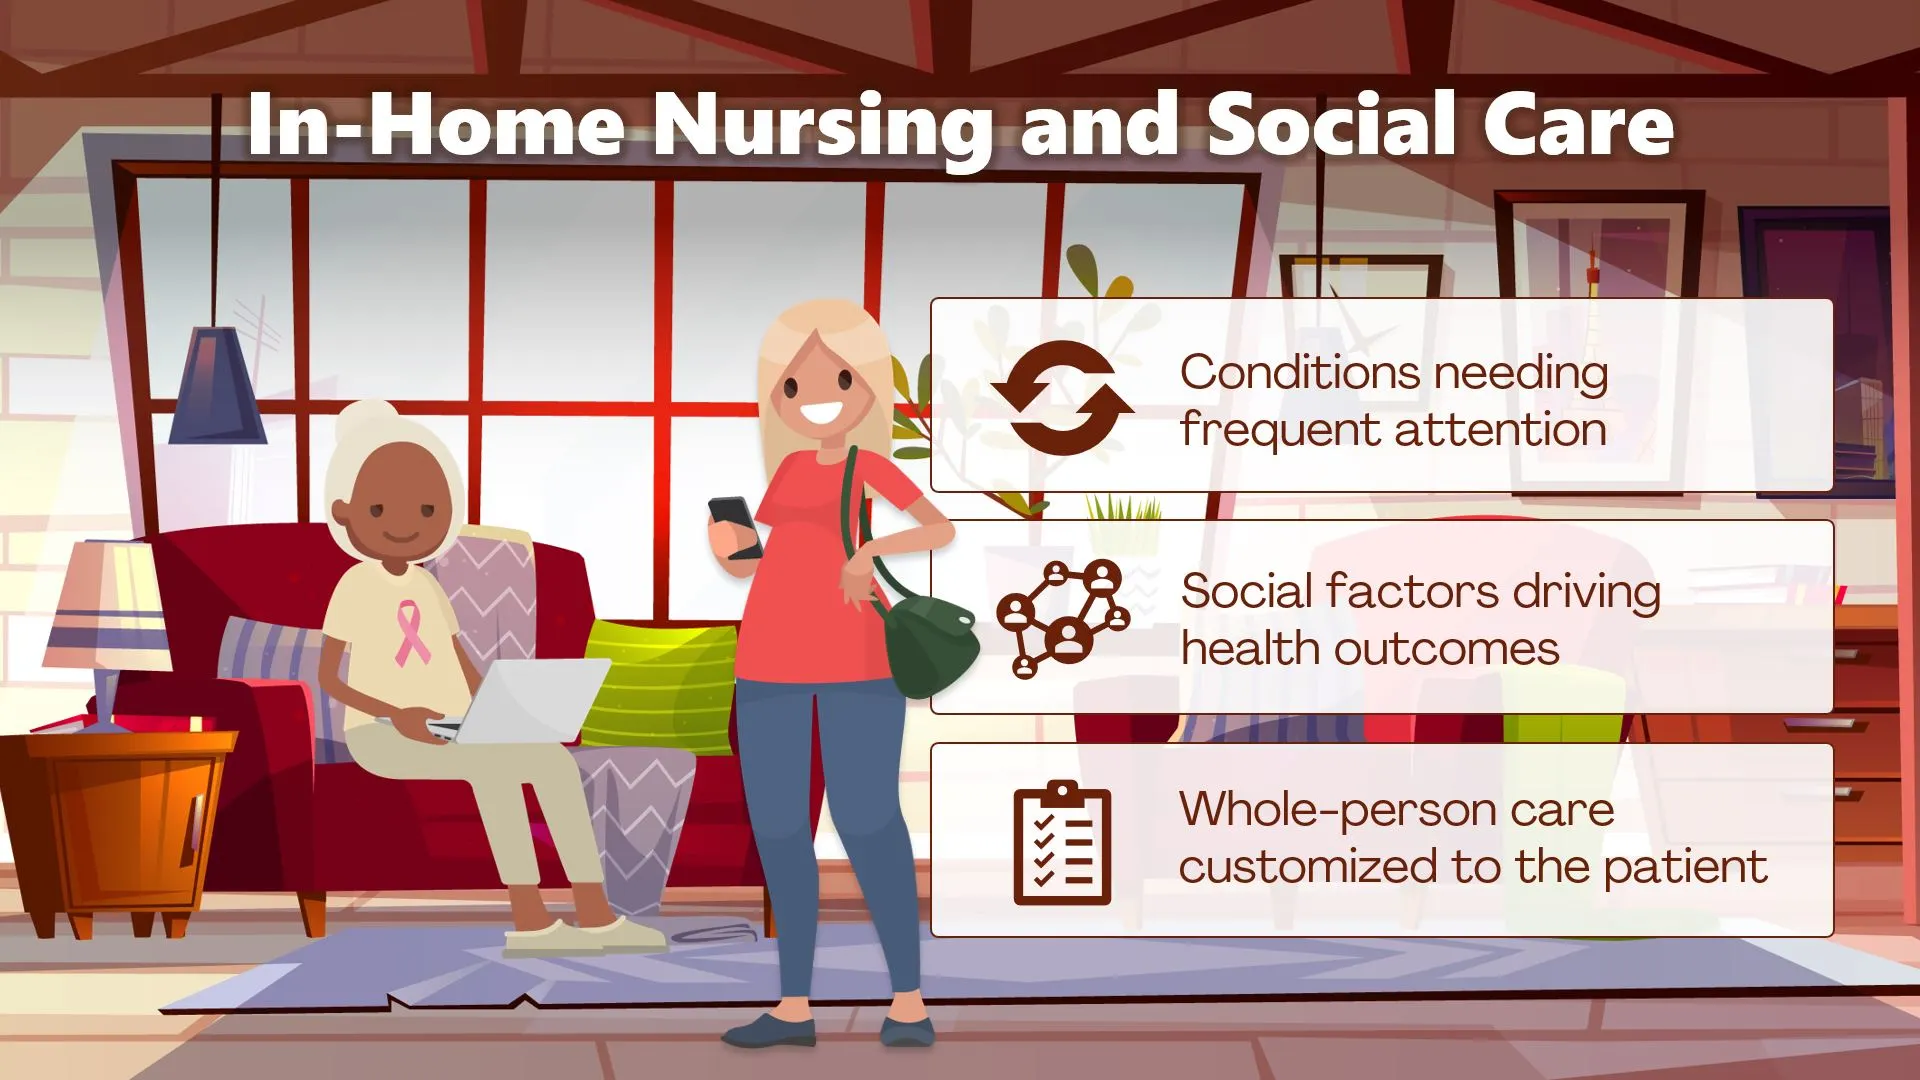 In-Home Nursing and Social Care
Conditions needing
frequent attention
Social factors driving
health outcomes
Whole-person care
customized to the patient